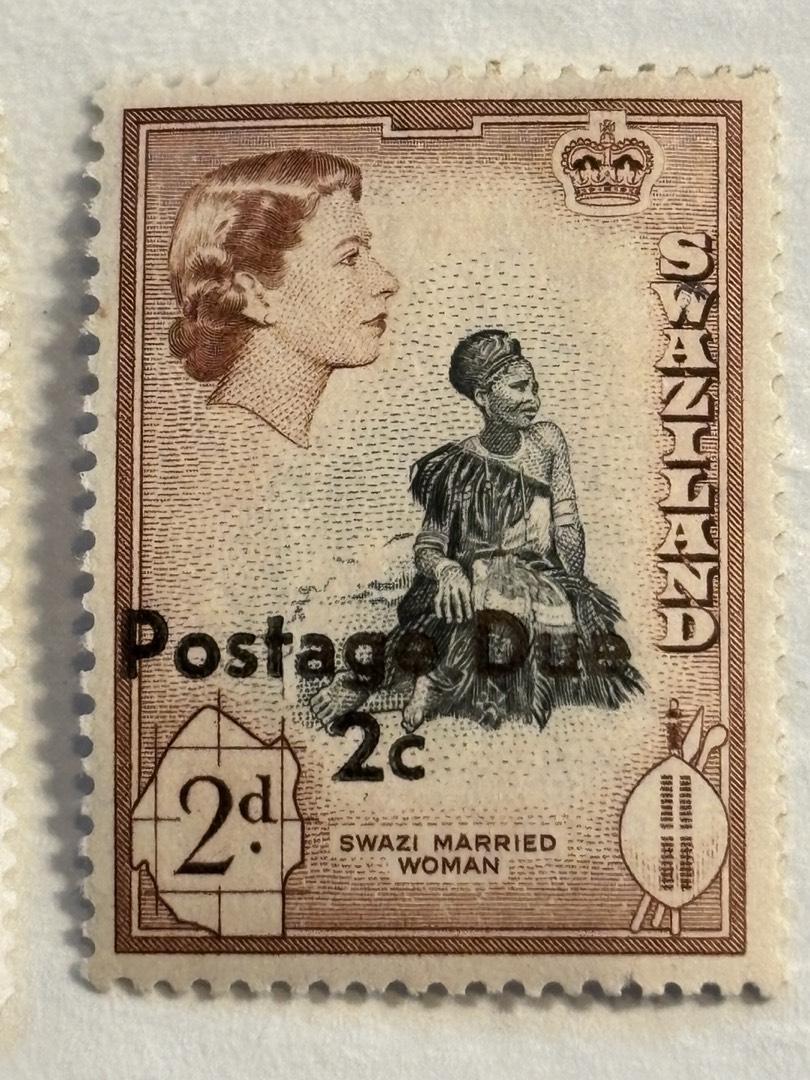 SWAZILAND
Postage Due
2c
2d.
SWAZI MARRIED
WOMAN